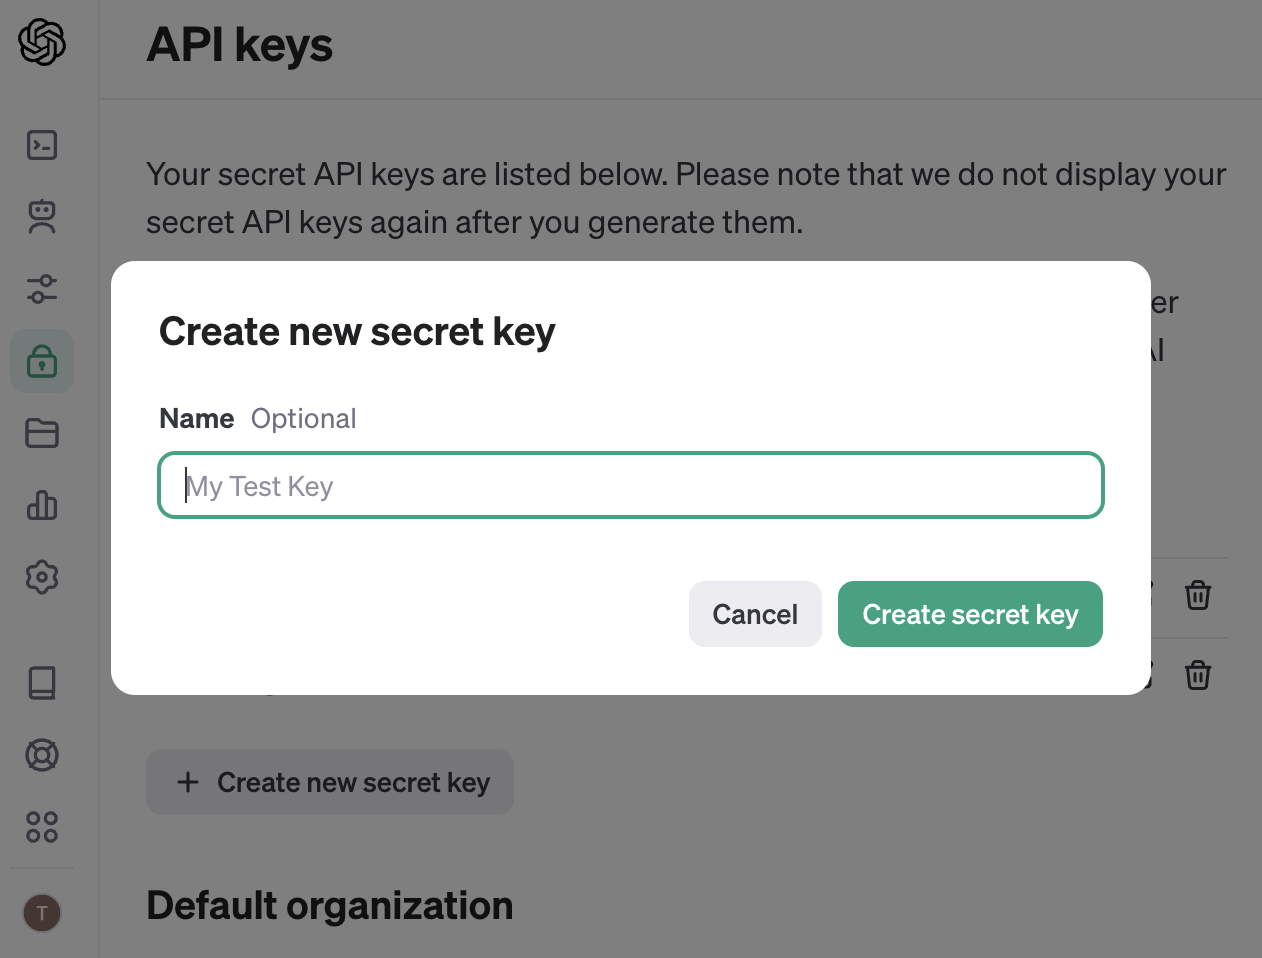 API keys
Your secret API keys are listed below. Please note that we do not display your
secret API keys again after you generate them.
Create new secret key
Name Optional
My Test Key
Cancel Create secret key
+ Create new secret key
Default organization
T